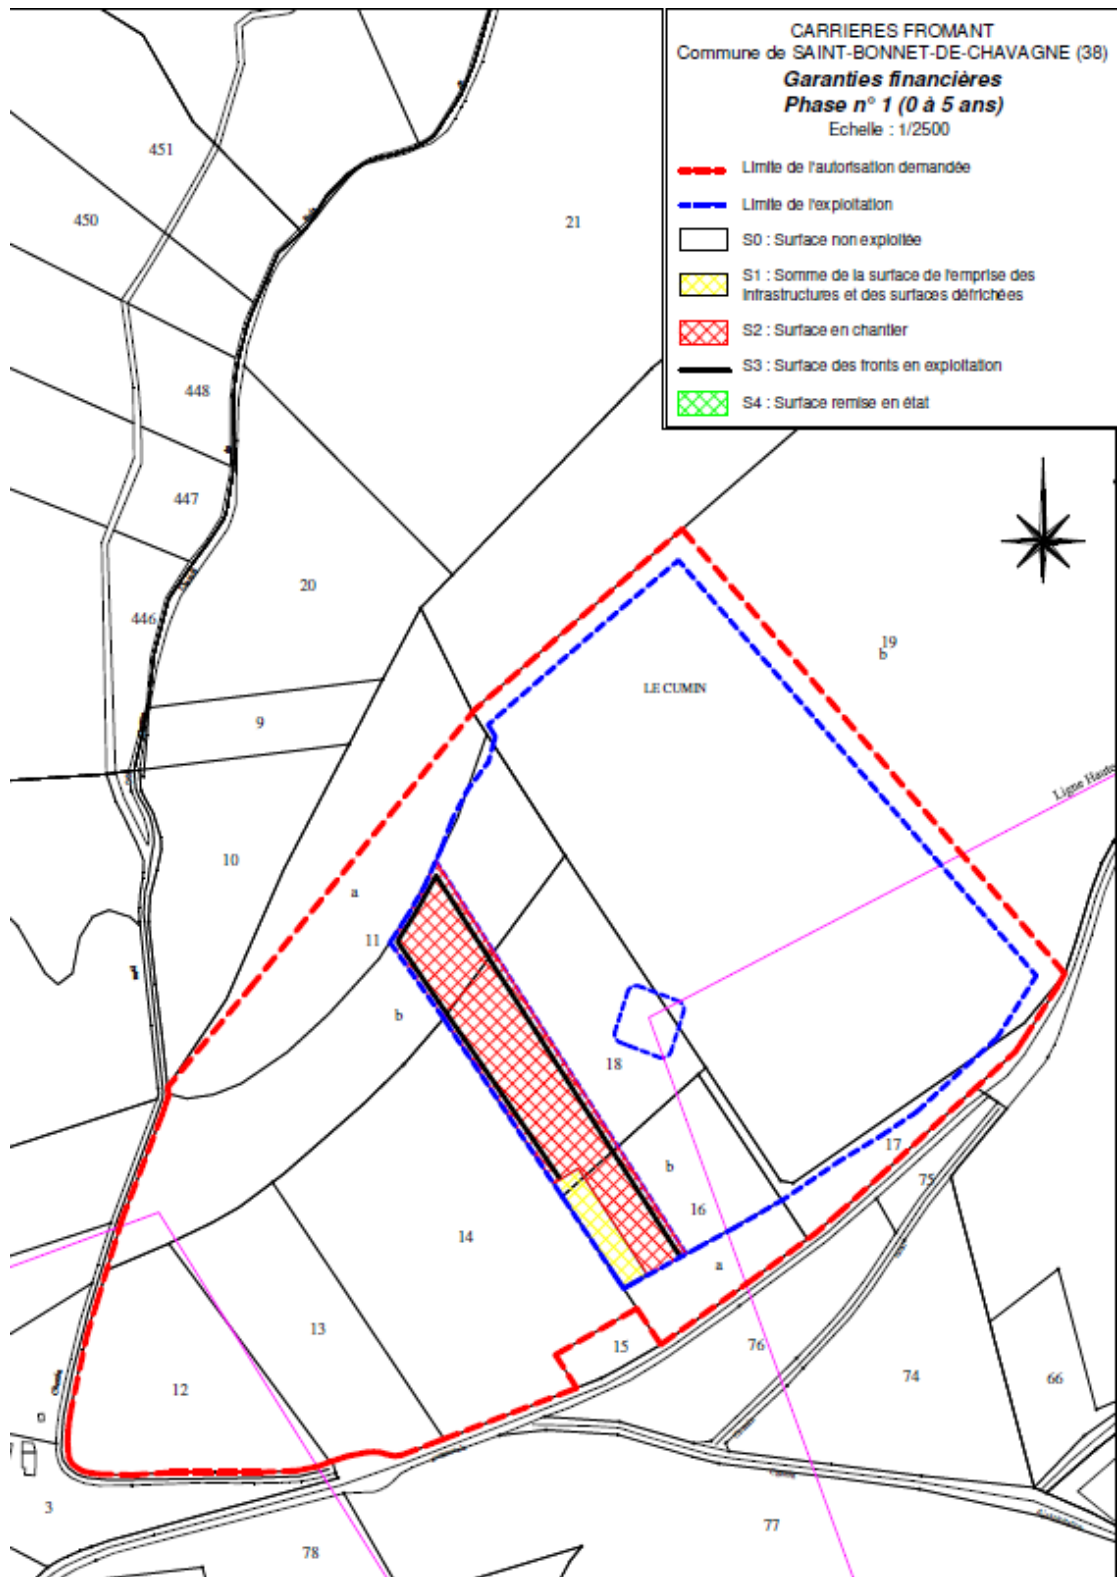 CARRIERES FROMANT
Commune de SAINT-BONNET-DE-CHAVAGNE (38)
Garanties financières
Phase n° 1 (0 à 5 ans)
Echelle : 1/2500
Limite de l'autorisation demandée
Limite de l'exploitation
S0 : Surface non exploitée
S1 : Somme de la surface de l'emprise des
infrastructures et des surfaces défrichées
S2 : Surface en chantier
S3 : Surface des fronts en exploitation
S4 : Surface remise en état
451
450
21
448
447
20
446
19
b
LE CUMIN
9
Ligne Haute
10
a
11
b
18
17
b
75
16
14
a
13
15
76
12
74
66
3
77
78